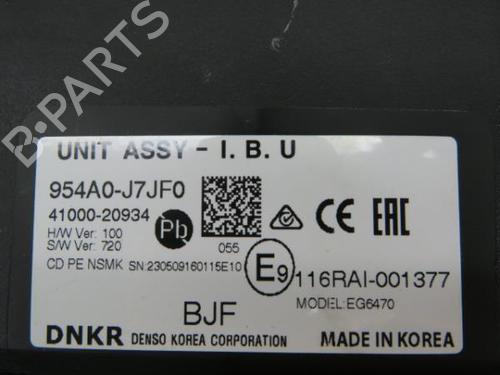 B-PARTS
UNIT ASSY - I. B. U
954A0-J7JF0
41000-20934
H/W Ver: 100
S/W Ver: 720
Pb
055
CE EAC
CD PE NSMK SN:230509160115E10
E9 116RAI-001377
MODEL:EG6470
BJF
DNKR DENSO KOREA CORPORATION MADE IN KOREA